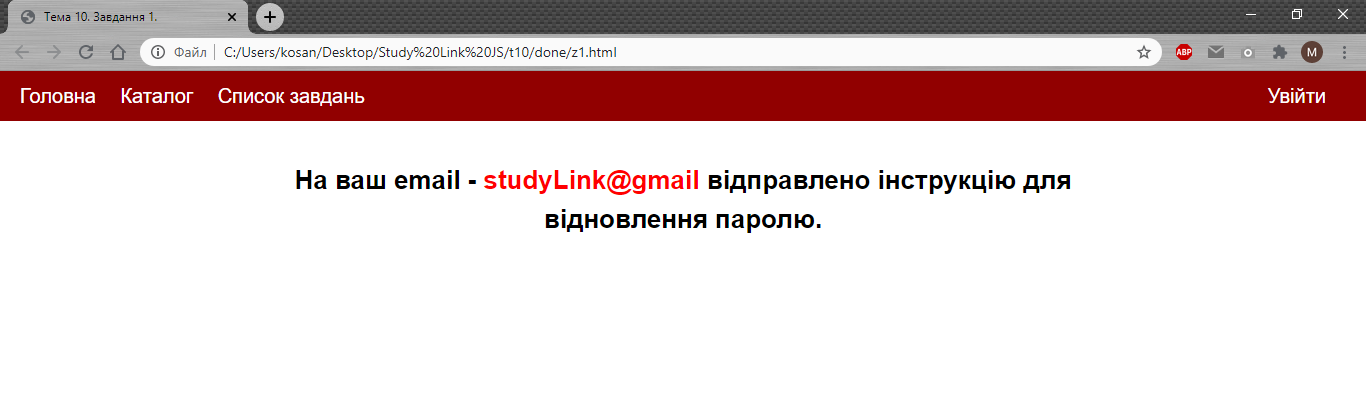 Тема 10. Завдання 1.
Файл C:/Users/kosan/Desktop/Study%20Link%20JS/t10/done/z1.html ABP M
Головна Каталог Список завдань Увійти
На ваш email - studyLink@gmail відправлено інструкцію для
відновлення паролю.